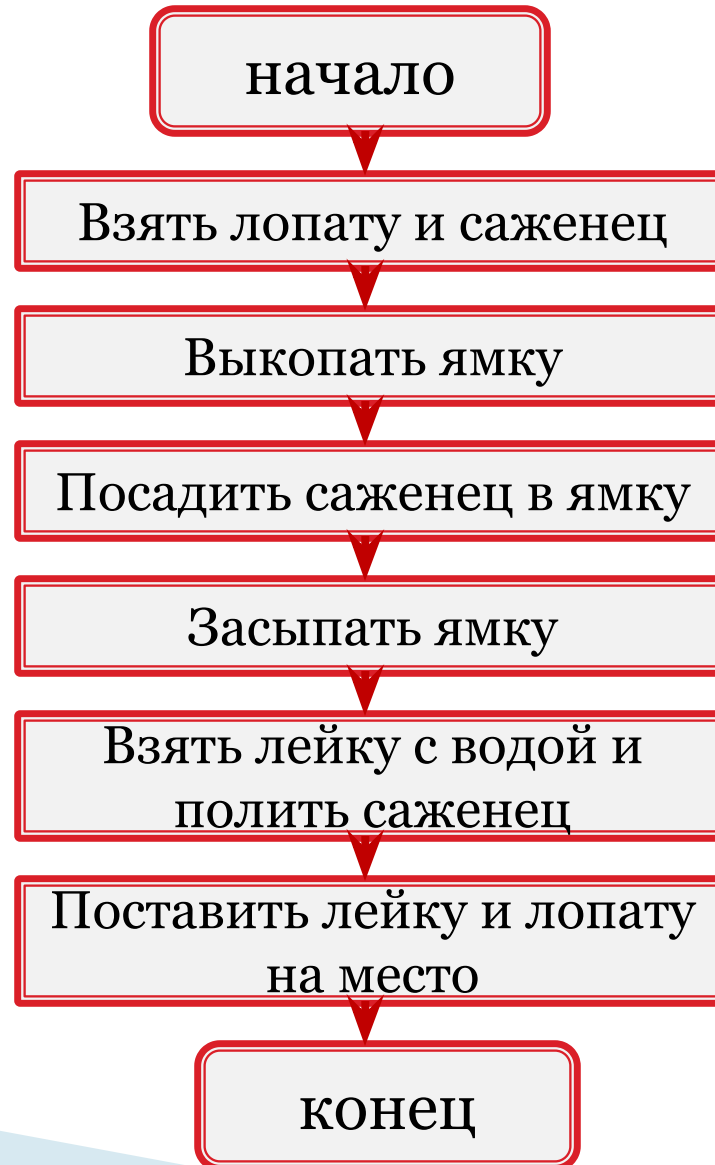 начало
Взять лопату и саженец
Выкопать ямку
Посадить саженец в ямку
Засыпать ямку
Взять лейку с водой и
полить саженец
Поставить лейку и лопату
на место
конец